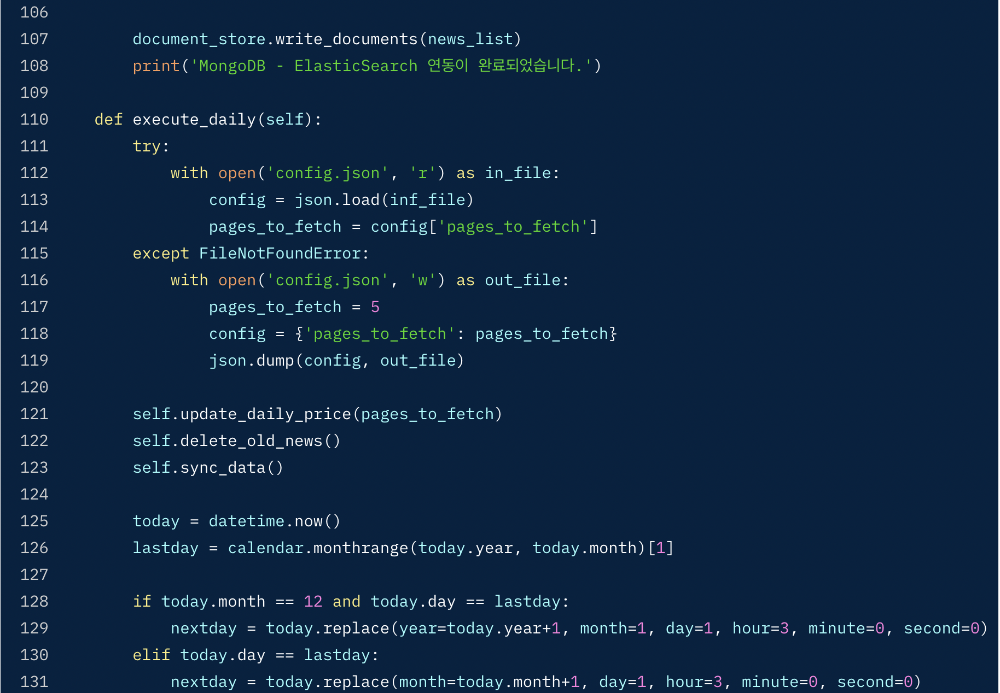 106
107         document_store.write_documents(news_list)
108         print('MongoDB - ElasticSearch 연동이 완료되었습니다.')
109
110     def execute_daily(self):
111         try:
112             with open('config.json', 'r') as in_file:
113                 config = json.load(inf_file)
114                 pages_to_fetch = config['pages_to_fetch']
115         except FileNotFoundError:
116             with open('config.json', 'w') as out_file:
117                 pages_to_fetch = 5
118                 config = {'pages_to_fetch': pages_to_fetch}
119                 json.dump(config, out_file)
120
121         self.update_daily_price(pages_to_fetch)
122         self.delete_old_news()
123         self.sync_data()
124
125         today = datetime.now()
126         lastday = calendar.monthrange(today.year, today.month)[1]
127
128         if today.month == 12 and today.day == lastday:
129             nextday = today.replace(year=today.year+1, month=1, day=1, hour=3, minute=0, second=0)
130         elif today.day == lastday:
131             nextday = today.replace(month=today.month+1, day=1, hour=3, minute=0, second=0)